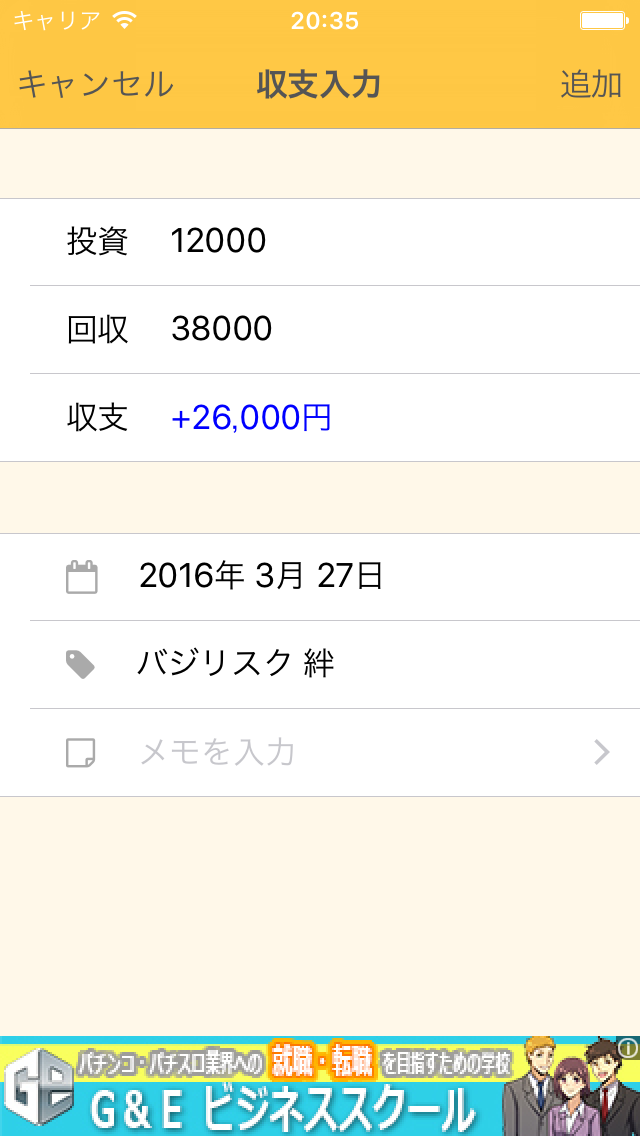 キャリア 20:35
キャンセル 収支入力 追加
投資 12000
回収 38000
収支 +26,000円
2016年 3月 27日
バジリスク 絆
メモを入力
パチンコ・パチスロ業界への就職・転職を目指すための学校
Ge G&E ビジネススクール